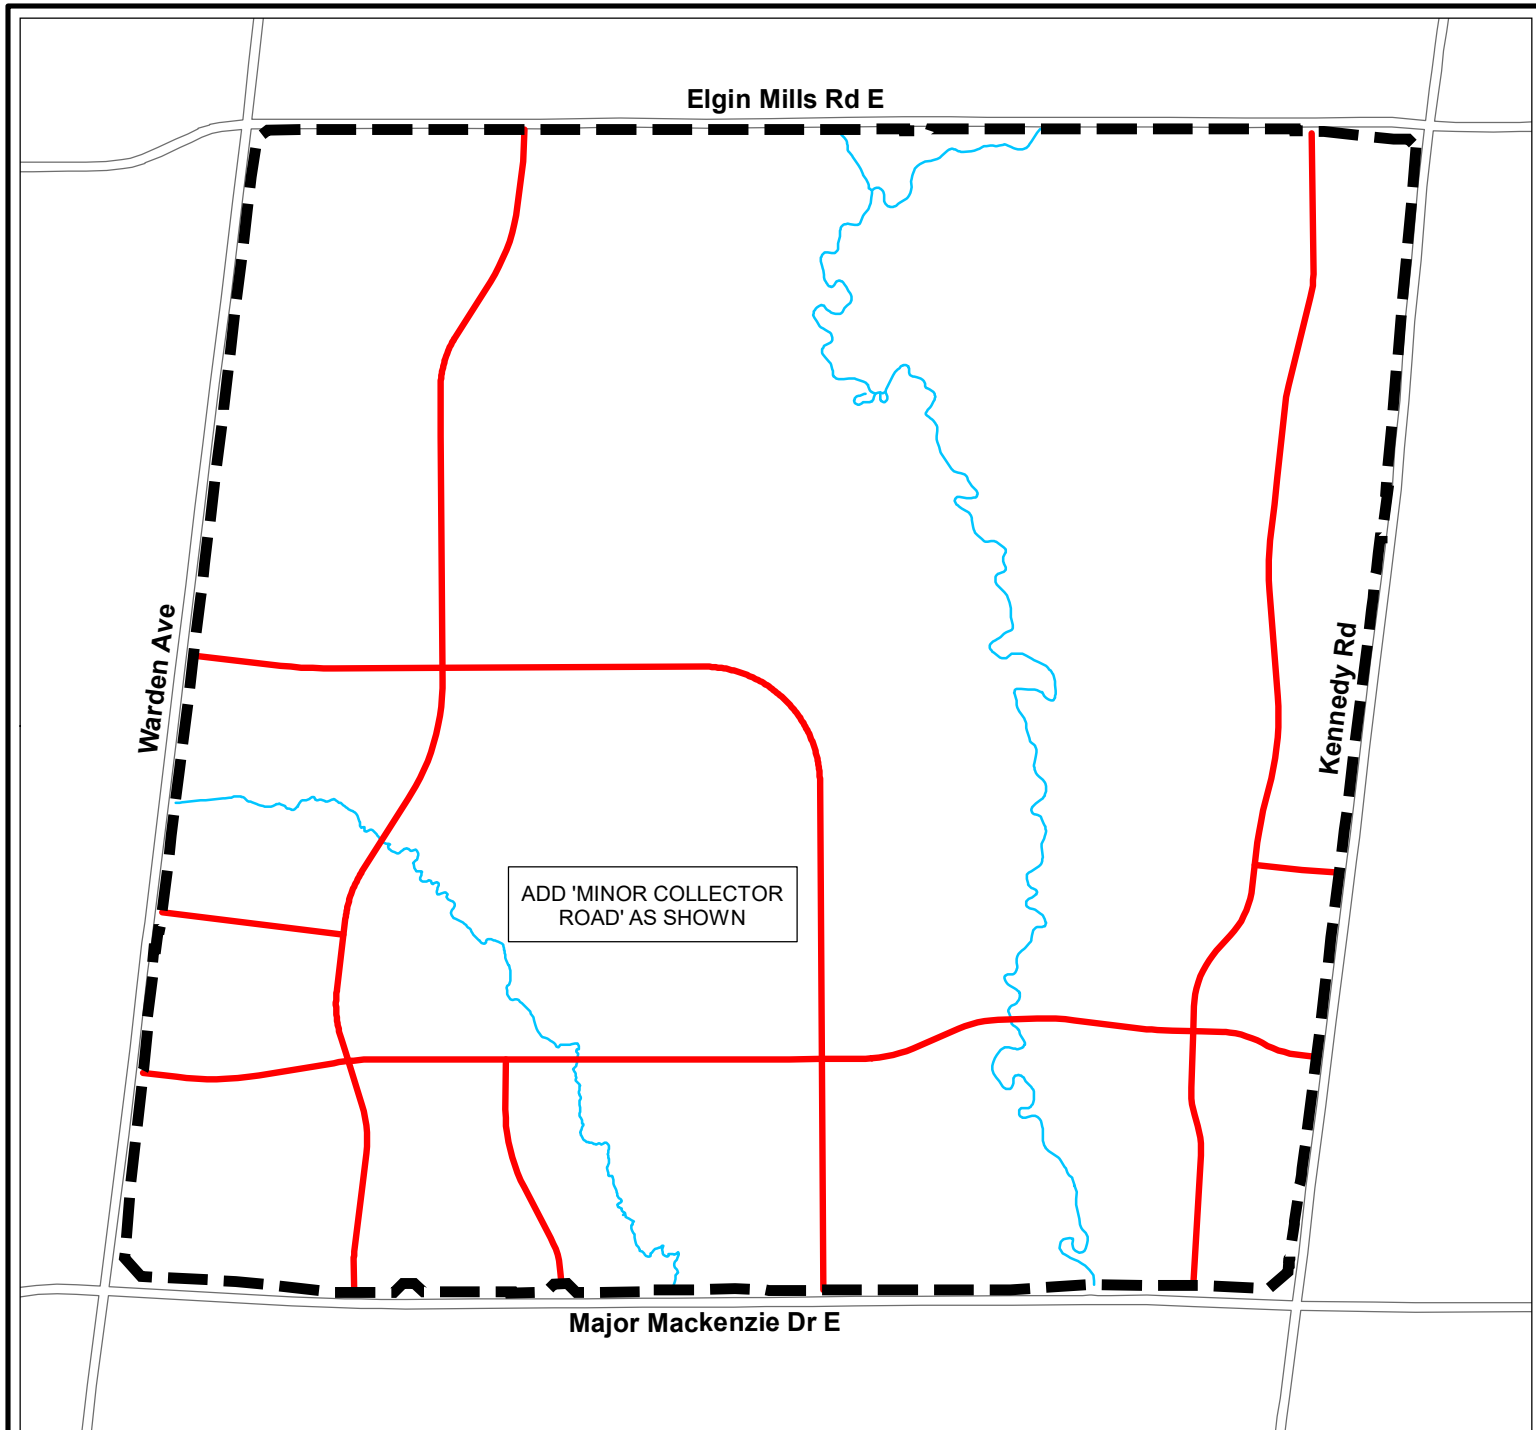 Elgin Mills Rd E
Warden Ave
Kennedy Rd
ADD 'MINOR COLLECTOR
ROAD' AS SHOWN
Major Mackenzie Dr E